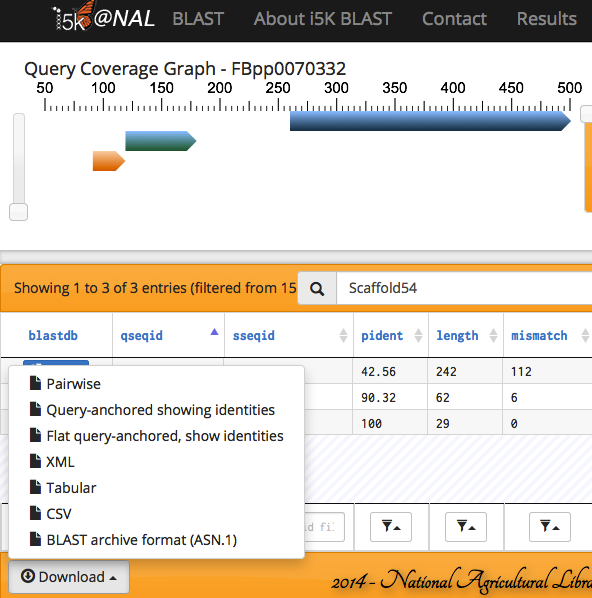 i5k @NAL BLAST About i5K BLAST Contact Results
Query Coverage Graph - FBpp0070332
50 100 150 200 250 300 350 400 450 500
Showing 1 to 3 of 3 entries (filtered from 15 Scaffold54
blastdb qseqid sseqid pident length mismatch
42.56 242 112
90.32 62 6
100 29 0
Pairwise
Query-anchored showing identities
Flat query-anchored, show identities
XML
Tabular
CSV
id fil
BLAST archive format (ASN.1)
Download 2014 - National Agricultural Libra